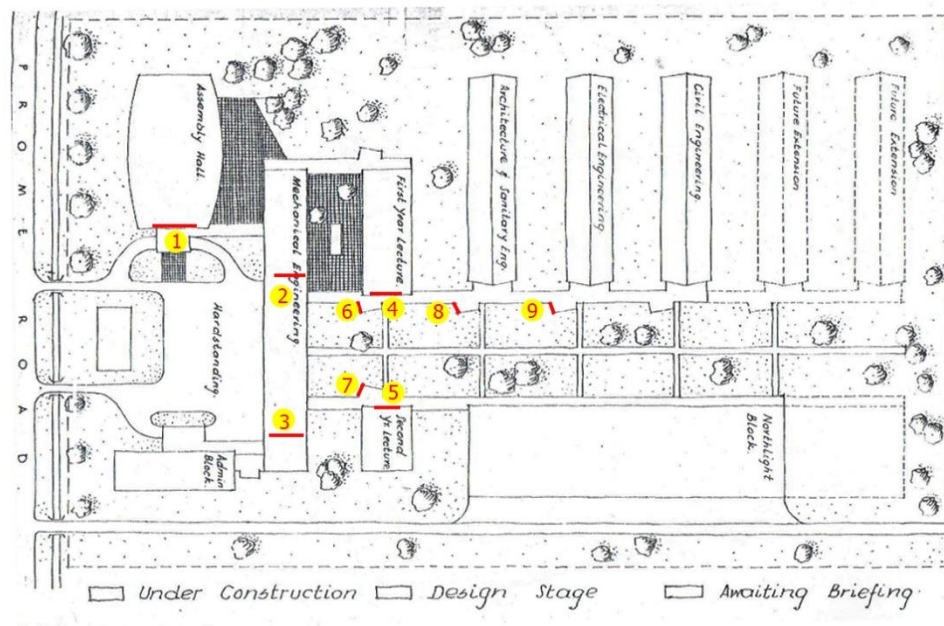 PROME ROAD
Assembly Hall.
Mechanical Engineering
First Year Lecture.
Architecture & Sanitary Eng.
Electrical Engineering.
Civil Engineering.
Future Extension
Future Extension
1
2
3
4
5
6
7
8
9
Hardstanding.
Admin
Block.
Second
Yr. Lecture
Northlight
Block.
Under Construction
Design Stage
Awaiting Briefing